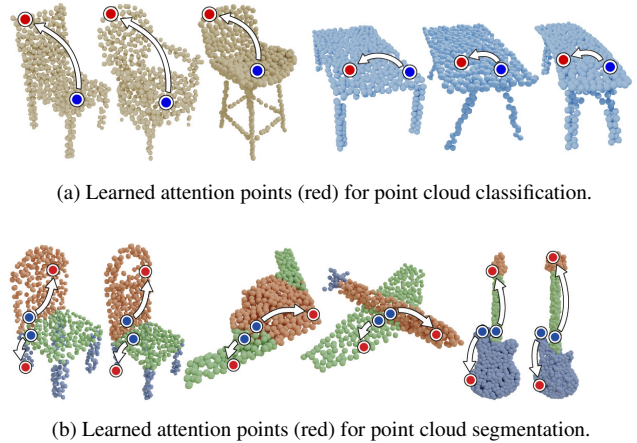 (a) Learned attention points (red) for point cloud classification.
(b) Learned attention points (red) for point cloud segmentation.